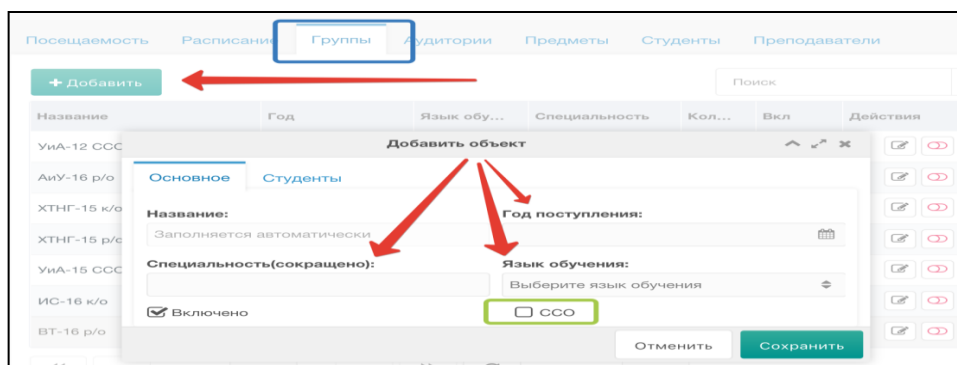 Посещаемость Расписание Группы Аудитории Предметы Студенты Преподаватели
+ Добавить Поиск
Название Год Язык обу... Специальность Кол... Вкл Действия
УиА-12 ССО
Добавить объект
АиУ-16 р/о
Основное Студенты
ХТНГ-15 к/о
Название: Год поступления:
Заполняется автоматически
ХТНГ-15 р/о
Специальность(сокращено): Язык обучения:
УиА-15 ССО
Выберите язык обучения
ИС-16 к/о
Включено ССО
ВТ-16 р/о
Отменить Сохранить